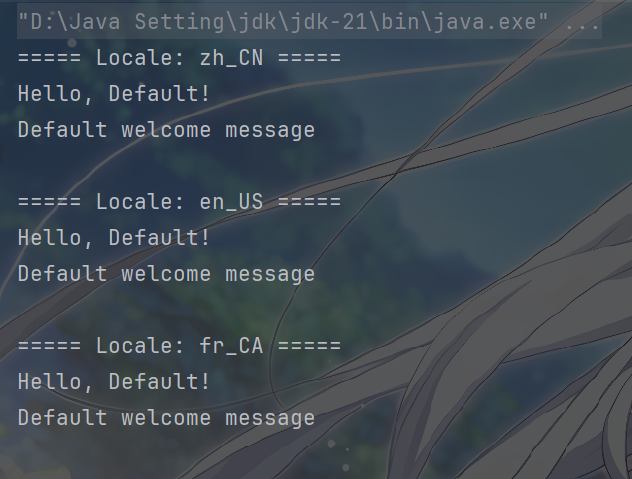 "D:\Java Setting\jdk\jdk-21\bin\java.exe" ...
===== Locale: zh_CN =====
Hello, Default!
Default welcome message
===== Locale: en_US =====
Hello, Default!
Default welcome message
===== Locale: fr_CA =====
Hello, Default!
Default welcome message